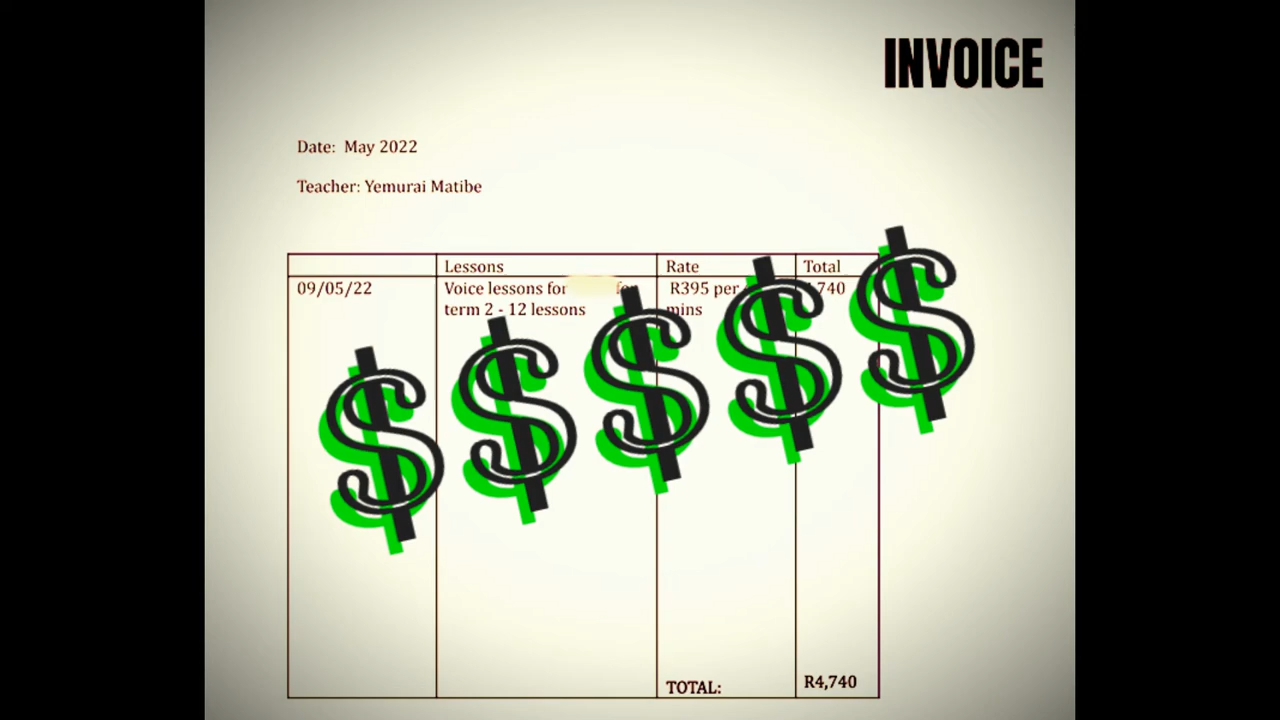 INVOICE
Date: May 2022
Teacher: Yemurai Matibe
Lessons Rate Total
09/05/22 Voice lessons for R395 per 740
term 2 - 12 lessons mins
$ $ $ $ $
TOTAL: R4,740